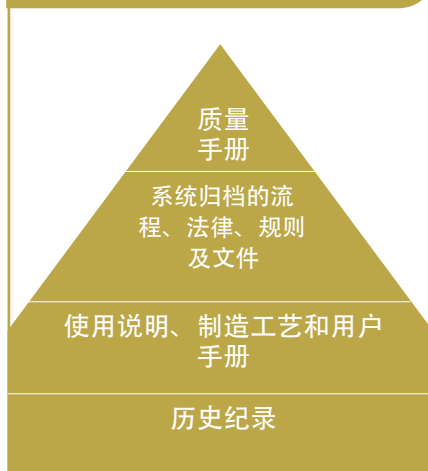 质量
手册
系统归档的流
程、法律、规则
及文件
使用说明、制造工艺和用户
手册
历史纪录